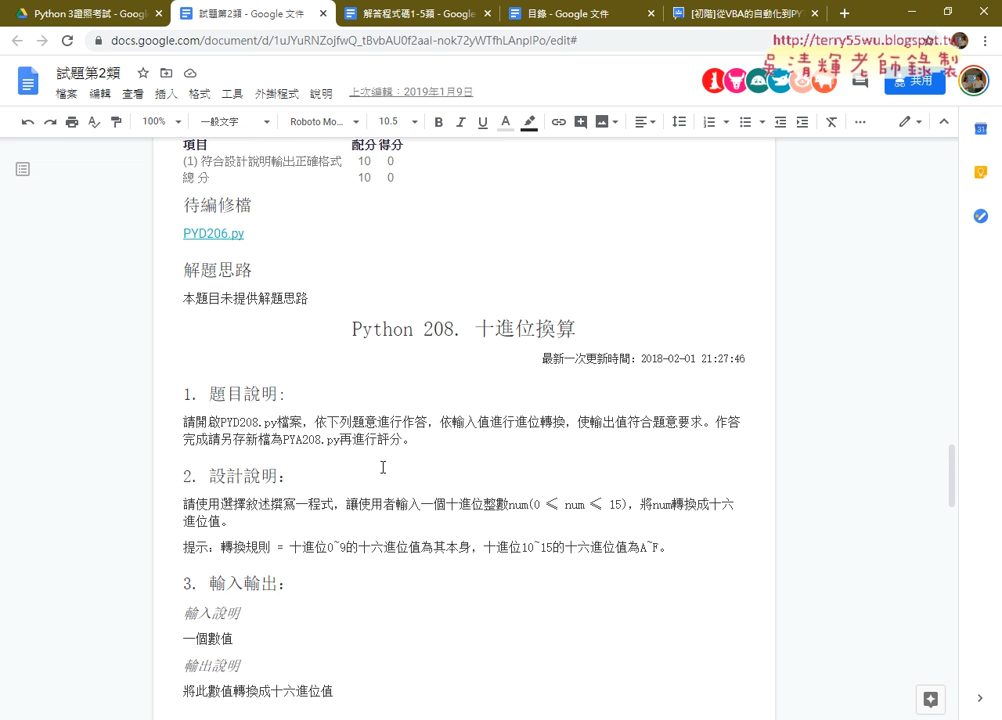 Python 3證照考試 - Googl
試題第2類 - Google 文件
解答程式碼1-5類 - Google
目錄 - Google 文件
[初階]從VBA的自動化到PY
docs.google.com/document/d/1uJYuRNZojfwQ_tBvbAU0f2aaI-nok72yWTfhLAnpIPo/edit#
http://terry55wu.blogspot.tw
吳清輝老師錄製
試題第2類
檔案 編輯 查看 插入 格式 工具 外掛程式 說明 上次編輯：2019年1月9日
共用
100% 一般文字 Roboto Mo... 10.5
項目 配分 得分
(1) 符合設計說明輸出正確格式 10 0
總 分 10 0
待編修檔
PYD206.py
解題思路
本題目未提供解題思路
Python 208. 十進位換算
最新一次更新時間：2018-02-01 21:27:46
1. 題目說明:
請開啟PYD208.py檔案，依下列題意進行作答，依輸入值進行進位轉換，使輸出值符合題意要求。作答
完成請另存新檔為PYA208.py再進行評分。
2. 設計說明：
請使用選擇敘述撰寫一程式，讓使用者輸入一個十進位整數num(0 ≤ num ≤ 15)，將num轉換成十六
進位值。
提示：轉換規則 = 十進位0~9的十六進位值為其本身，十進位10~15的十六進位值為A~F。
3. 輸入輸出：
輸入說明
一個數值
輸出說明
將此數值轉換成十六進位值